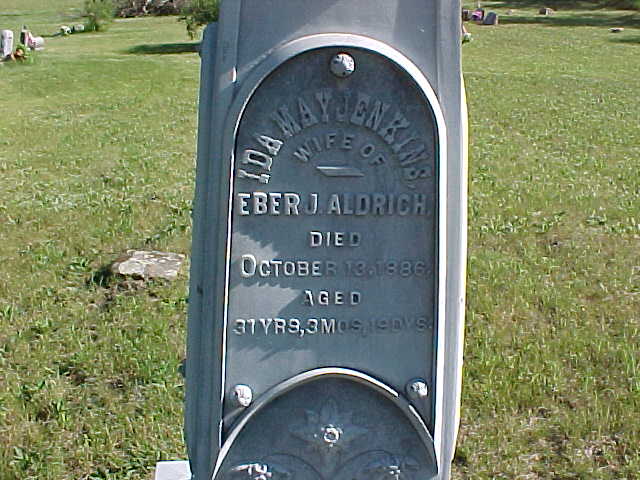 IDA MAY JENKINS,
WIFE OF
EBER J. ALDRICH,
DIED
OCTOBER 13, 1886,
AGED
31 YRS, 3 MOS, 19 DYS.